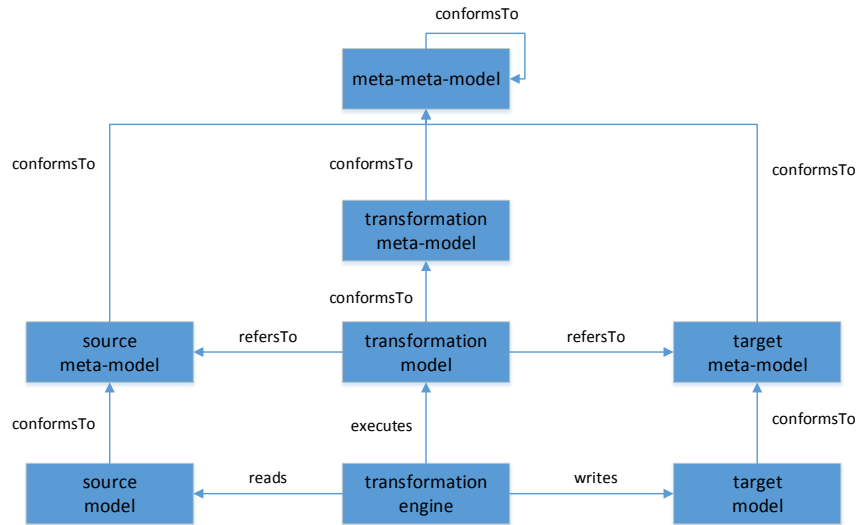 conformsTo
meta-meta-model
conformsTo
conformsTo
conformsTo
transformation
meta-model
conformsTo
source
meta-model
refersTo
transformation
model
refersTo
target
meta-model
conformsTo
executes
conformsTo
source
model
reads
transformation
engine
writes
target
model